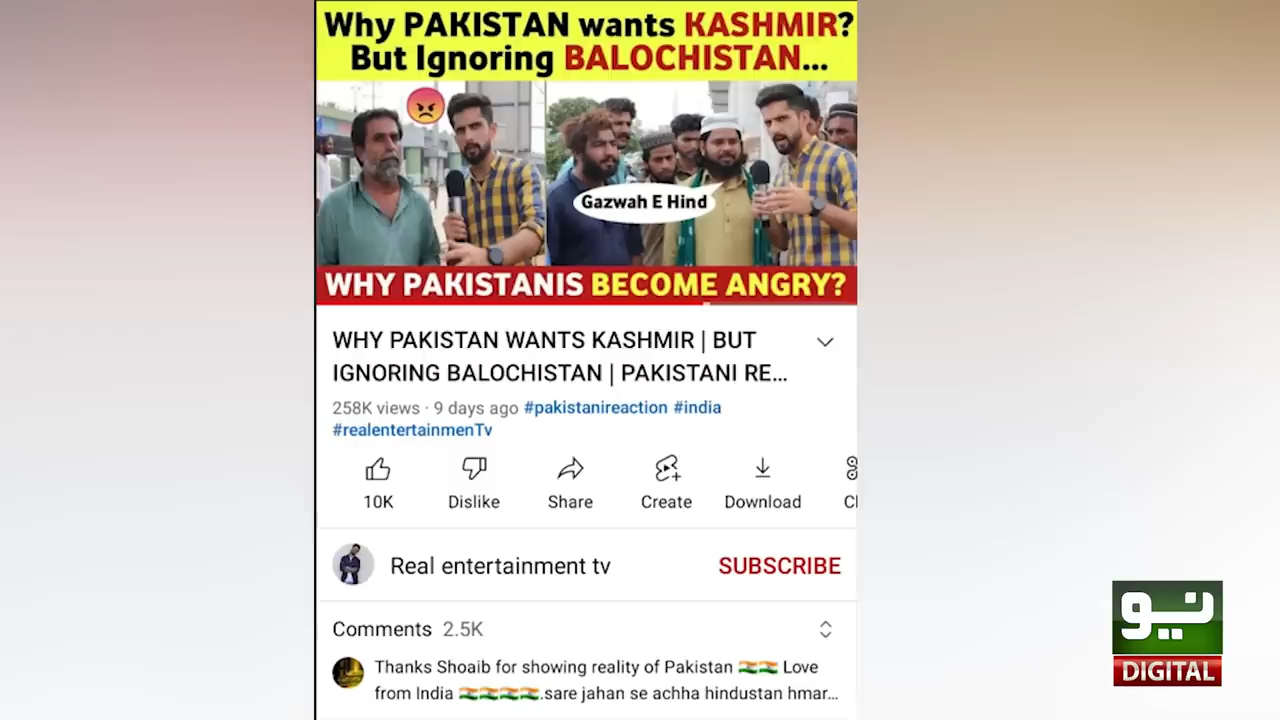 Why PAKISTAN wants KASHMIR?
But Ignoring BALOCHISTAN...
Gazwah E Hind
WHY PAKISTANIS BECOME ANGRY?
WHY PAKISTAN WANTS KASHMIR | BUT
IGNORING BALOCHISTAN | PAKISTANI RE...
258K views · 9 days ago #pakistanireaction #india
#realentertainmenTv
10K
Dislike
Share
Create
Download
Cl
Real entertainment tv
SUBSCRIBE
Comments 2.5K
Thanks Shoaib for showing reality of Pakistan 🇮🇳🇮🇳 Love
from India 🇮🇳🇮🇳🇮🇳🇮🇳.sare jahan se achha hindustan hmar...
نیو
DIGITAL